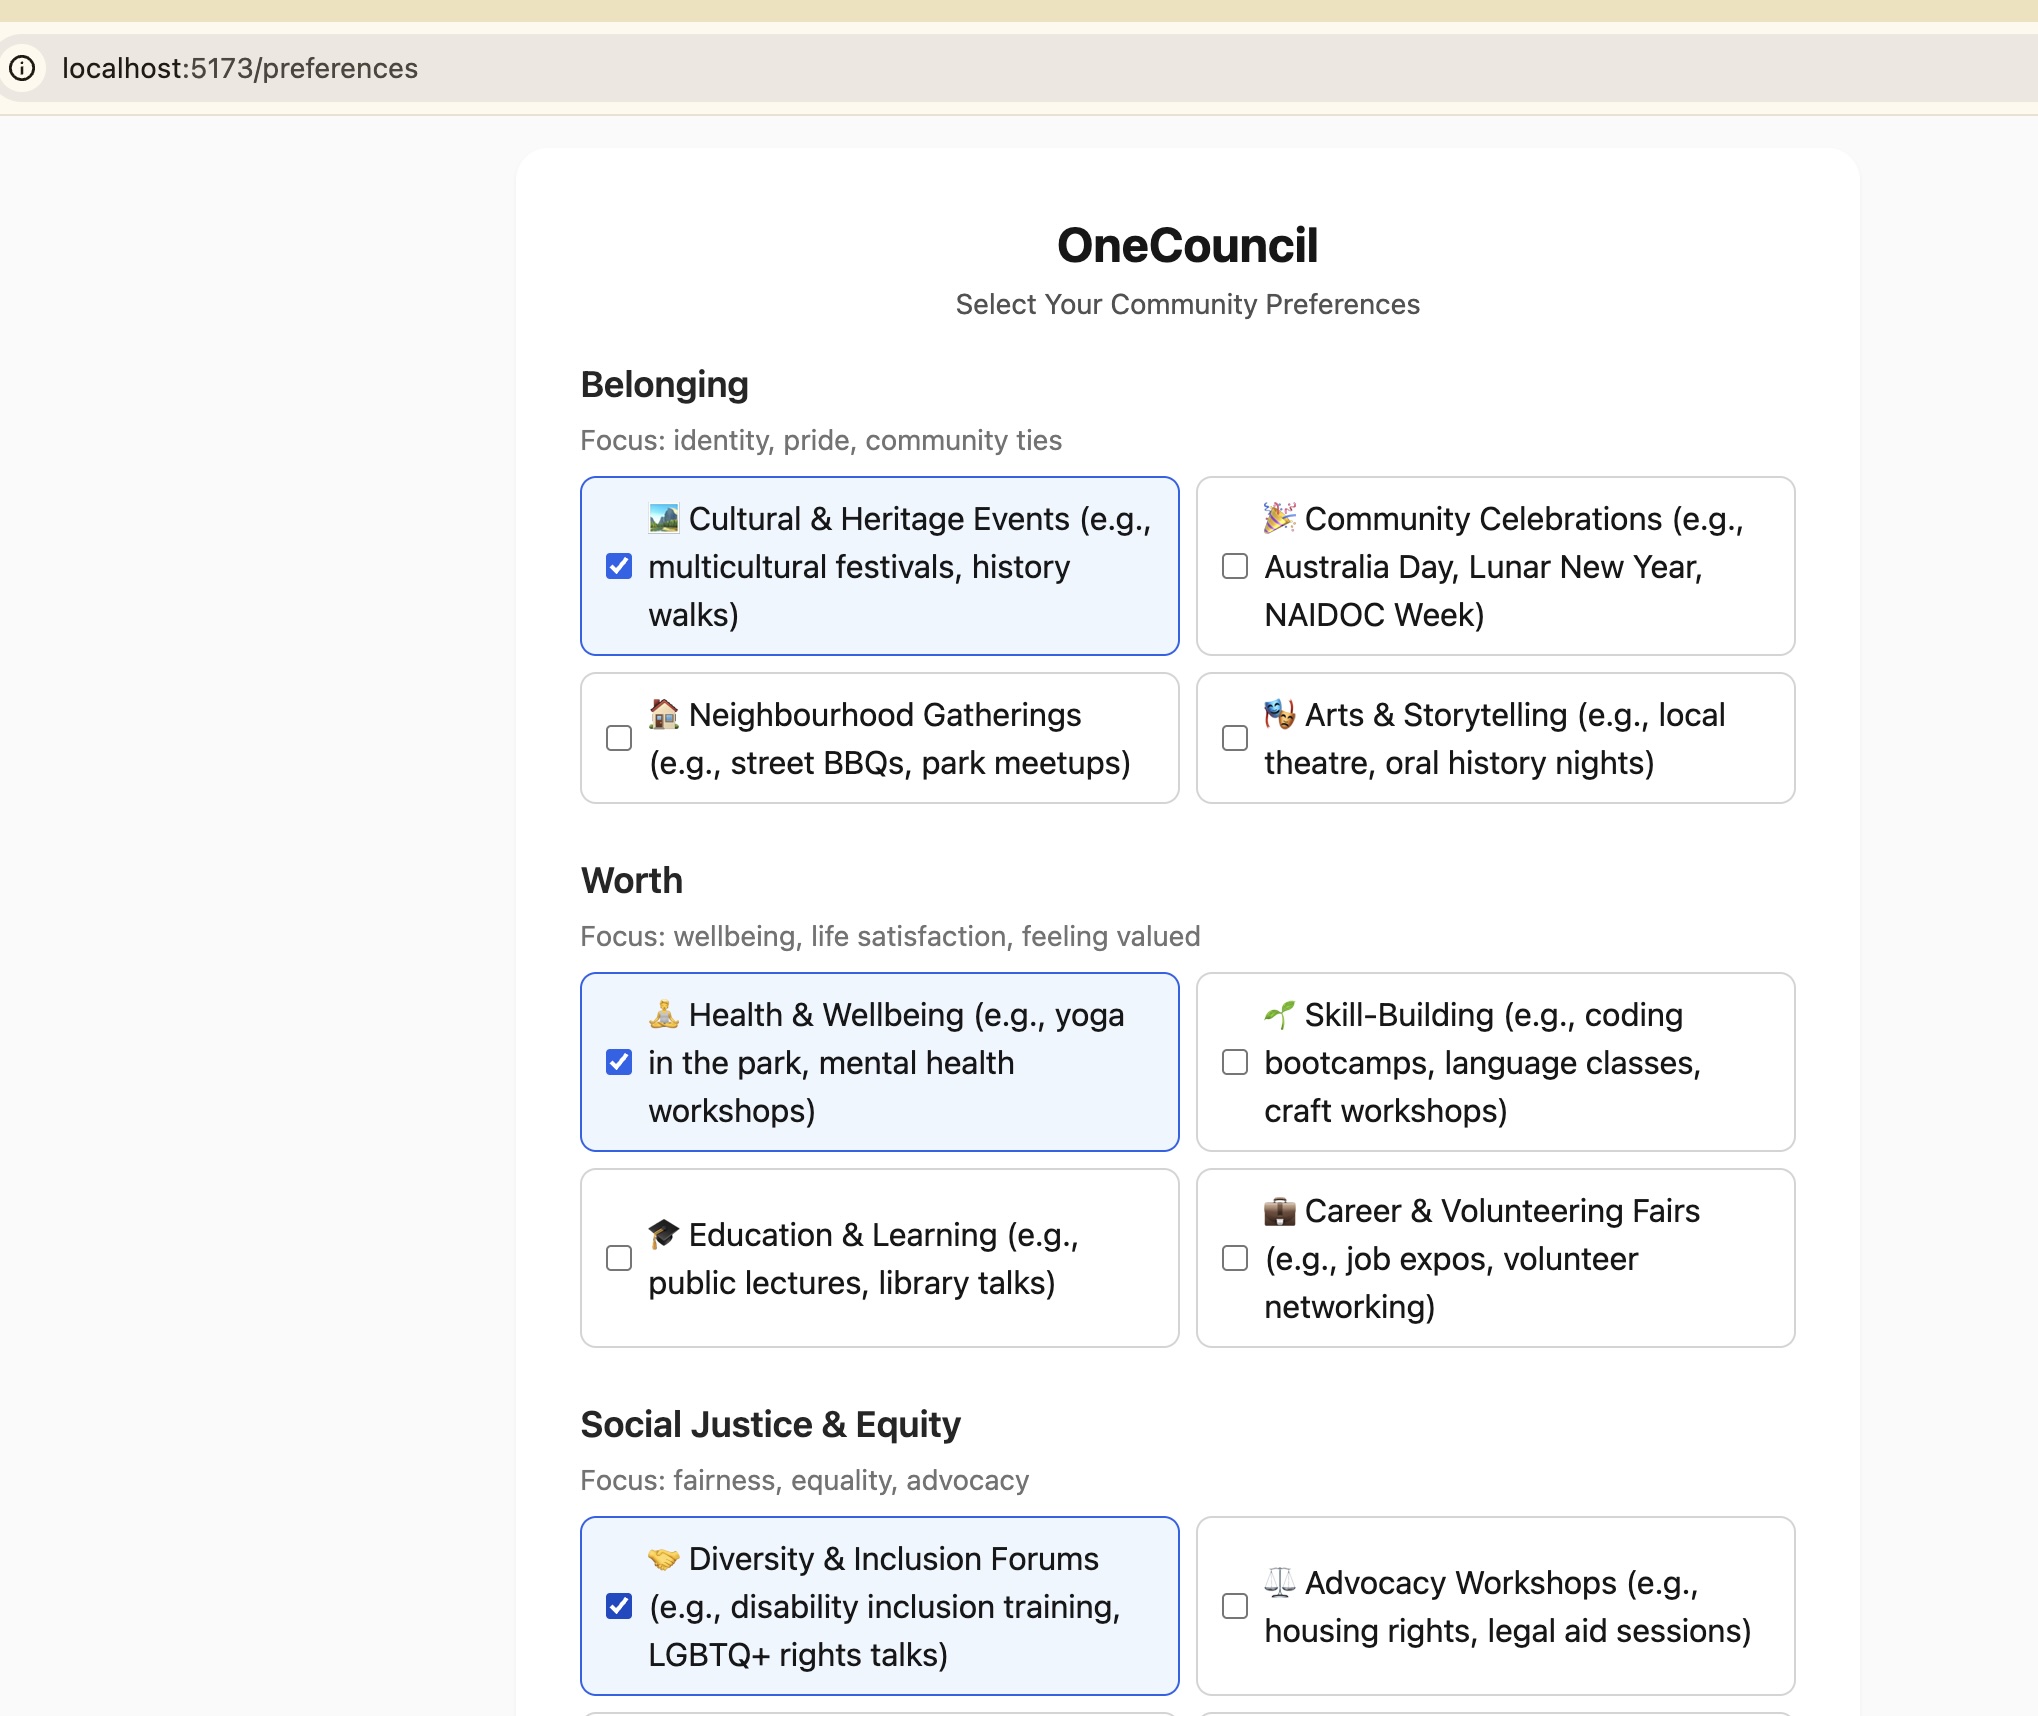 localhost:5173/preferences
OneCouncil
Select Your Community Preferences
Belonging
Focus: identity, pride, community ties
🏞️ Cultural & Heritage Events (e.g.,
multicultural festivals, history
walks)
🎉 Community Celebrations (e.g.,
Australia Day, Lunar New Year,
NAIDOC Week)
🏠 Neighbourhood Gatherings
(e.g., street BBQs, park meetups)
🎭 Arts & Storytelling (e.g., local
theatre, oral history nights)
Worth
Focus: wellbeing, life satisfaction, feeling valued
🧘 Health & Wellbeing (e.g., yoga
in the park, mental health
workshops)
🌱 Skill-Building (e.g., coding
bootcamps, language classes,
craft workshops)
🎓 Education & Learning (e.g.,
public lectures, library talks)
💼 Career & Volunteering Fairs
(e.g., job expos, volunteer
networking)
Social Justice & Equity
Focus: fairness, equality, advocacy
🤝 Diversity & Inclusion Forums
(e.g., disability inclusion training,
LGBTQ+ rights talks)
⚖️ Advocacy Workshops (e.g.,
housing rights, legal aid sessions)